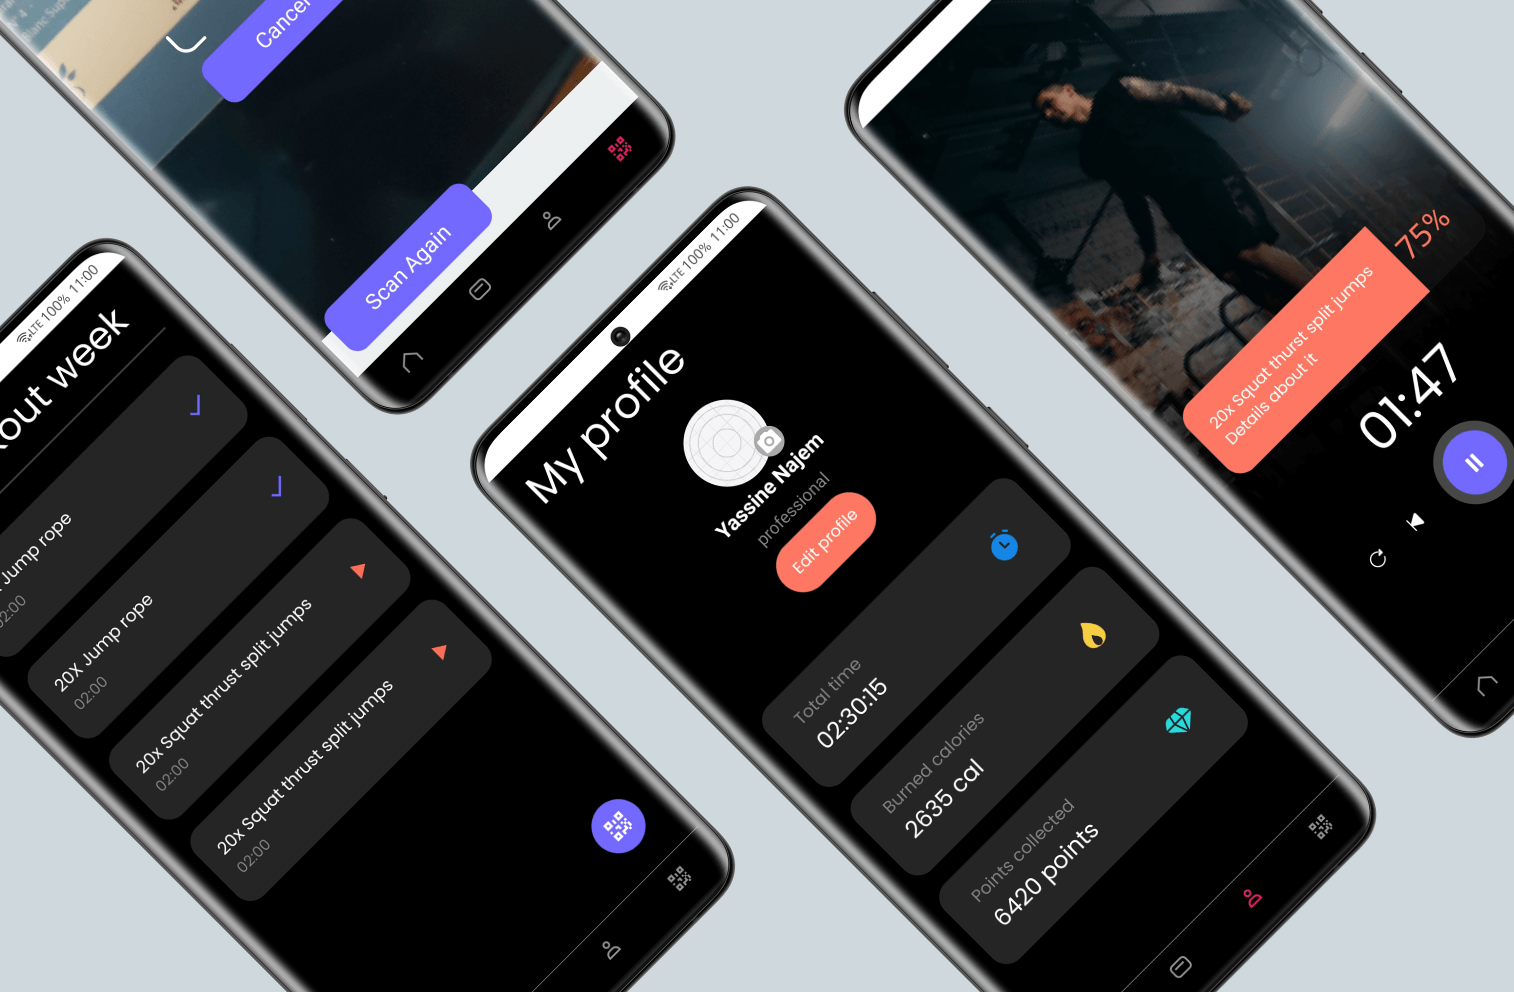 Cancel
Scan Again
LTE 100% 11:00
out week
Jump rope
02:00
20X Jump rope
02:00
20x Squat thrust split jumps
02:00
20x Squat thrust split jumps
02:00
LTE 100% 11:00
My profile
Yassine Najem
professional
Edit profile
Total time
02:30:15
Burned calories
2635 cal
Points collected
6420 points
75%
20x Squat thurst split jumps
Details about it
01:47